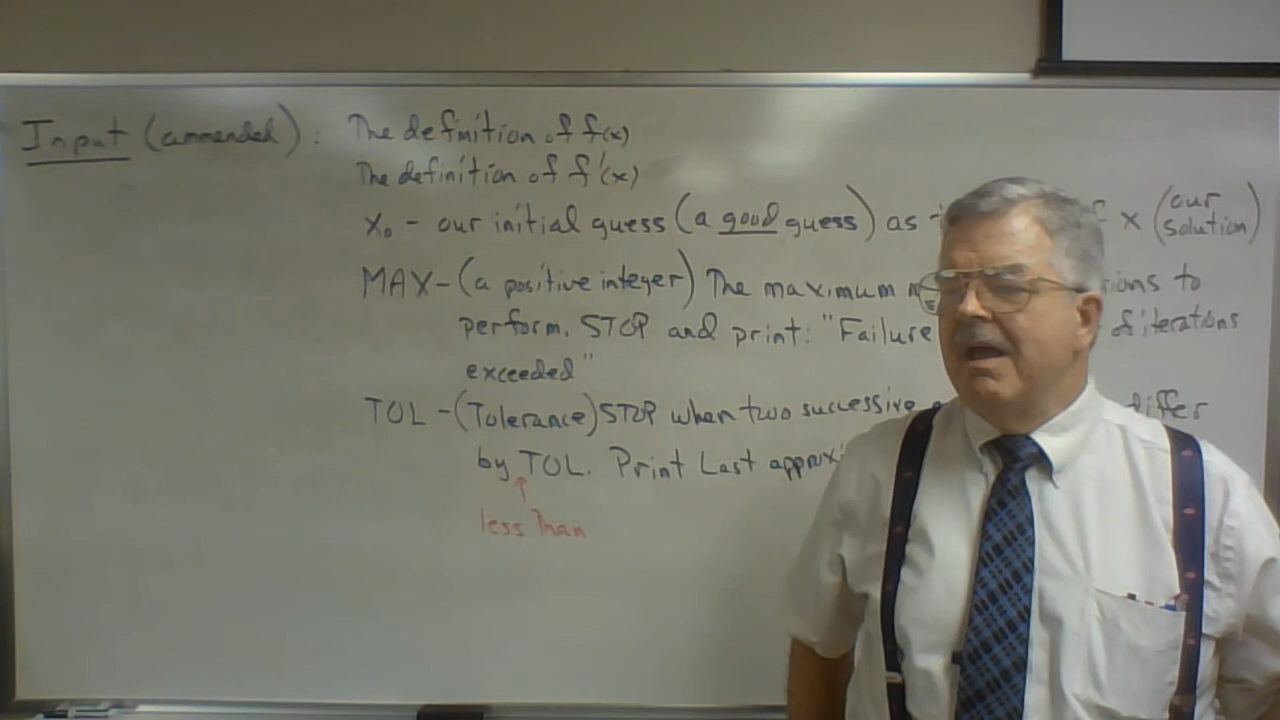 Input (ammended): The definition of f(x)
The definition of f'(x)
x₀ - our initial guess (a good guess) as x (our solution)
MAX - (a positive integer) The maximum to
perform. STOP and print: "Failure iterations
exceeded"
TOL - (Tolerance) STOP when two successive differ
by TOL. Print Last
less than